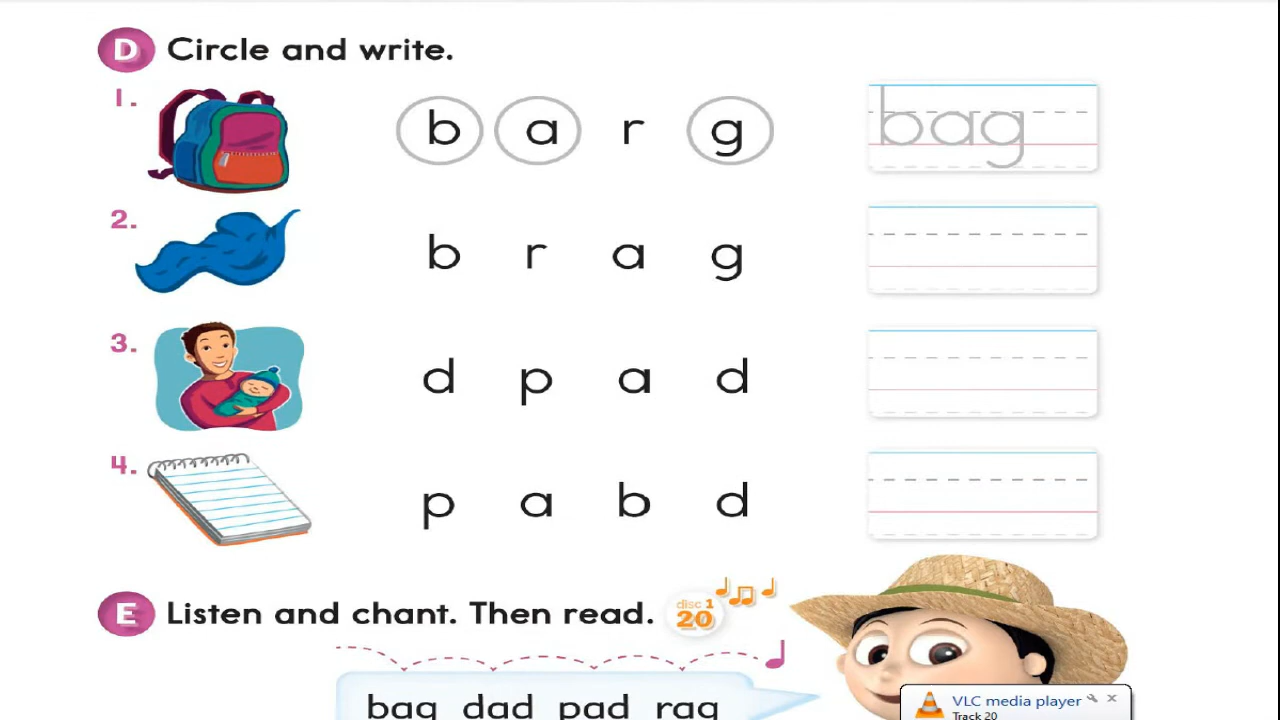 D Circle and write.
1. b a r g bag
2. b r a g
3. d p a d
4. p a b d
E Listen and chant. Then read. disc 1 20
bag dad pad rag
VLC media player
Track 20